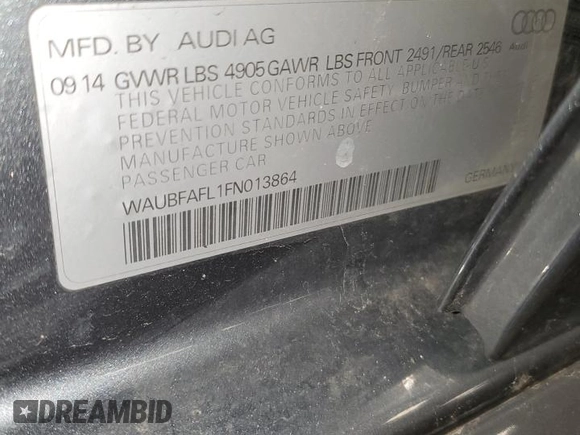 MFD. BY AUDI AG
09 14 GVWR LBS 4905 GAWR LBS FRONT 2491/REAR 2546
THIS VEHICLE CONFORMS TO ALL APPLICABLE U.S.
FEDERAL MOTOR VEHICLE SAFETY, BUMPER AND
PREVENTION STANDARDS IN EFFECT ON THE
MANUFACTURE SHOWN ABOVE
PASSENGER CAR
WAUBFAFL1FN013864
GERMANY
DREAMBID